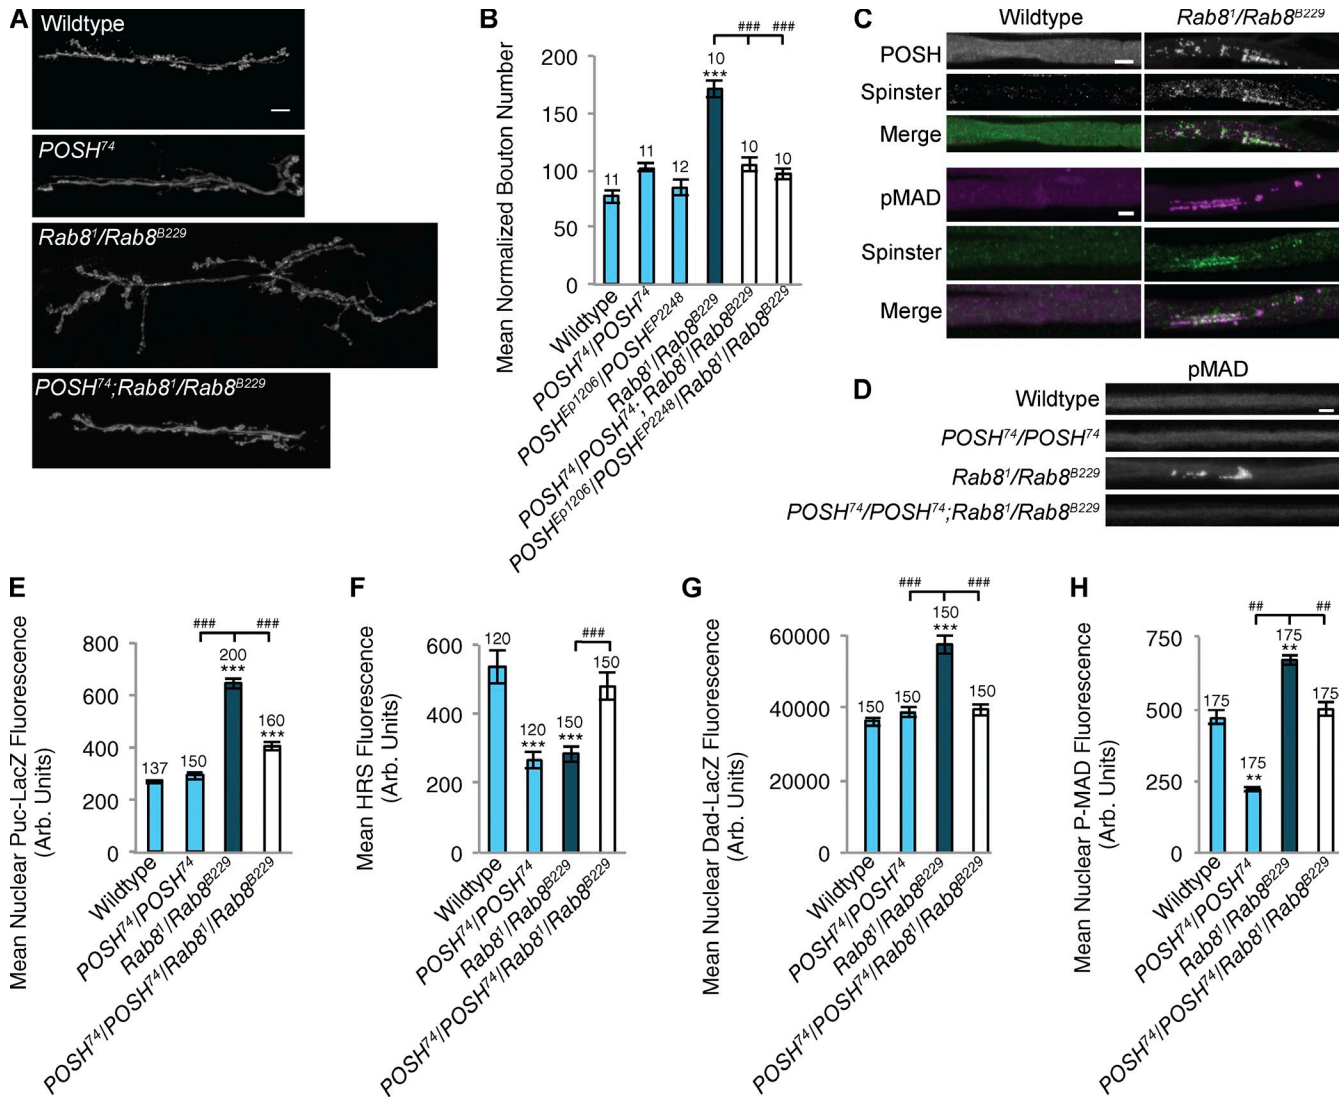 A
Wildtype
POSH74
Rab81/Rab8B229
POSH74;Rab81/Rab8B229
B
Mean Normalized Bouton Number
200
150
100
50
0
11
11
12
10
***
10
10
###
###
Wildtype
POSH74/POSH74
POSHEp1206/POSHEP2248
Rab81/Rab8B229
POSH74/POSH74; Rab81/Rab8B229
POSHEp1206/POSHEP2248/Rab81/Rab8B229
C
Wildtype
Rab81/Rab8B229
POSH
Spinster
Merge
pMAD
Spinster
Merge
D
pMAD
Wildtype
POSH74/POSH74
Rab81/Rab8B229
POSH74/POSH74;Rab81/Rab8B229
E
Mean Nuclear Puc-LacZ Fluorescence
(Arb. Units)
800
600
400
200
0
137
150
200
***
160
***
###
###
Wildtype
POSH74/POSH74
Rab81/Rab8B229
POSH74/POSH74/Rab81/Rab8B229
F
Mean HRS Fluorescence
(Arb. Units)
600
400
200
0
120
120
***
150
***
150
###
Wildtype
POSH74/POSH74
Rab81/Rab8B229
POSH74/POSH74/Rab81/Rab8B229
G
Mean Nuclear Dad-LacZ Fluorescence
(Arb. Units)
60000
40000
20000
0
150
150
150
***
150
###
###
Wildtype
POSH74/POSH74
Rab81/Rab8B229
POSH74/POSH74/Rab81/Rab8B229
H
Mean Nuclear P-MAD Fluorescence
(Arb. Units)
750
500
250
0
175
175
**
175
**
175
##
##
Wildtype
POSH74/POSH74
Rab81/Rab8B229
POSH74/POSH74/Rab81/Rab8B229